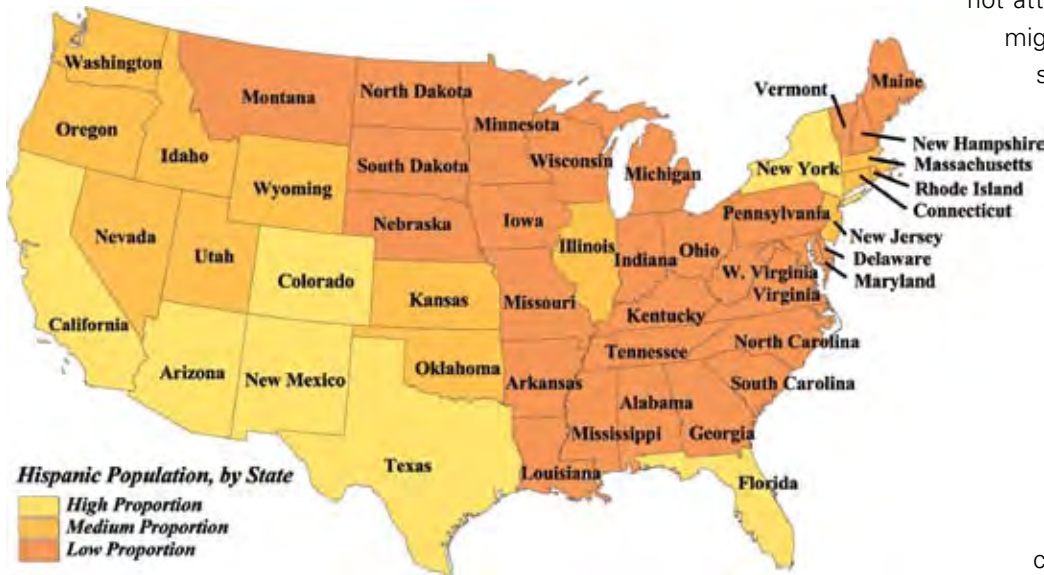 not att
mig
s
Washington
Oregon
Idaho
Montana
North Dakota
South Dakota
Minnesota
Wisconsin
Michigan
Vermont
Maine
New Hampshire
Massachusetts
Rhode Island
Connecticut
New York
Pennsylvania
New Jersey
Delaware
Maryland
Wyoming
Nebraska
Iowa
Nevada
Utah
Colorado
Kansas
Illinois
Indiana
Ohio
W. Virginia
Virginia
Missouri
Kentucky
California
Arizona
New Mexico
Oklahoma
Arkansas
Tennessee
North Carolina
South Carolina
Alabama
Mississippi
Georgia
Texas
Louisiana
Florida
Hispanic Population, by State
High Proportion
Medium Proportion
Low Proportion
c